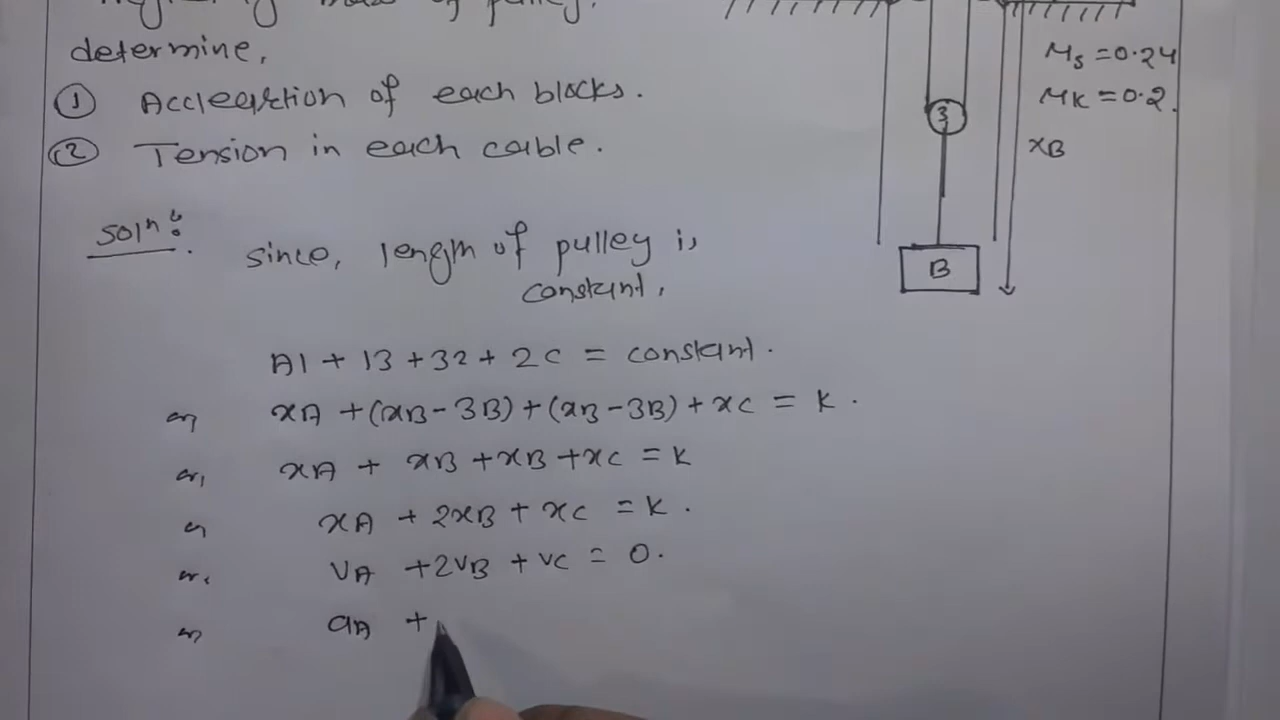 of pulley.
determine,
① Accleartion of each blocks.
② Tension in each cable.
soln: since, length of pulley is
constant,
A1 + 13 + 32 + 2C = constant.
or, xA + (xB - 3B) + (xB - 3B) + xC = K.
or, xA + xB + xB + xC = K
or, xA + 2xB + xC = K.
or, vA + 2vB + vC = 0.
or, aA +
Ms = 0.24
MK = 0.2.
3
xB
B